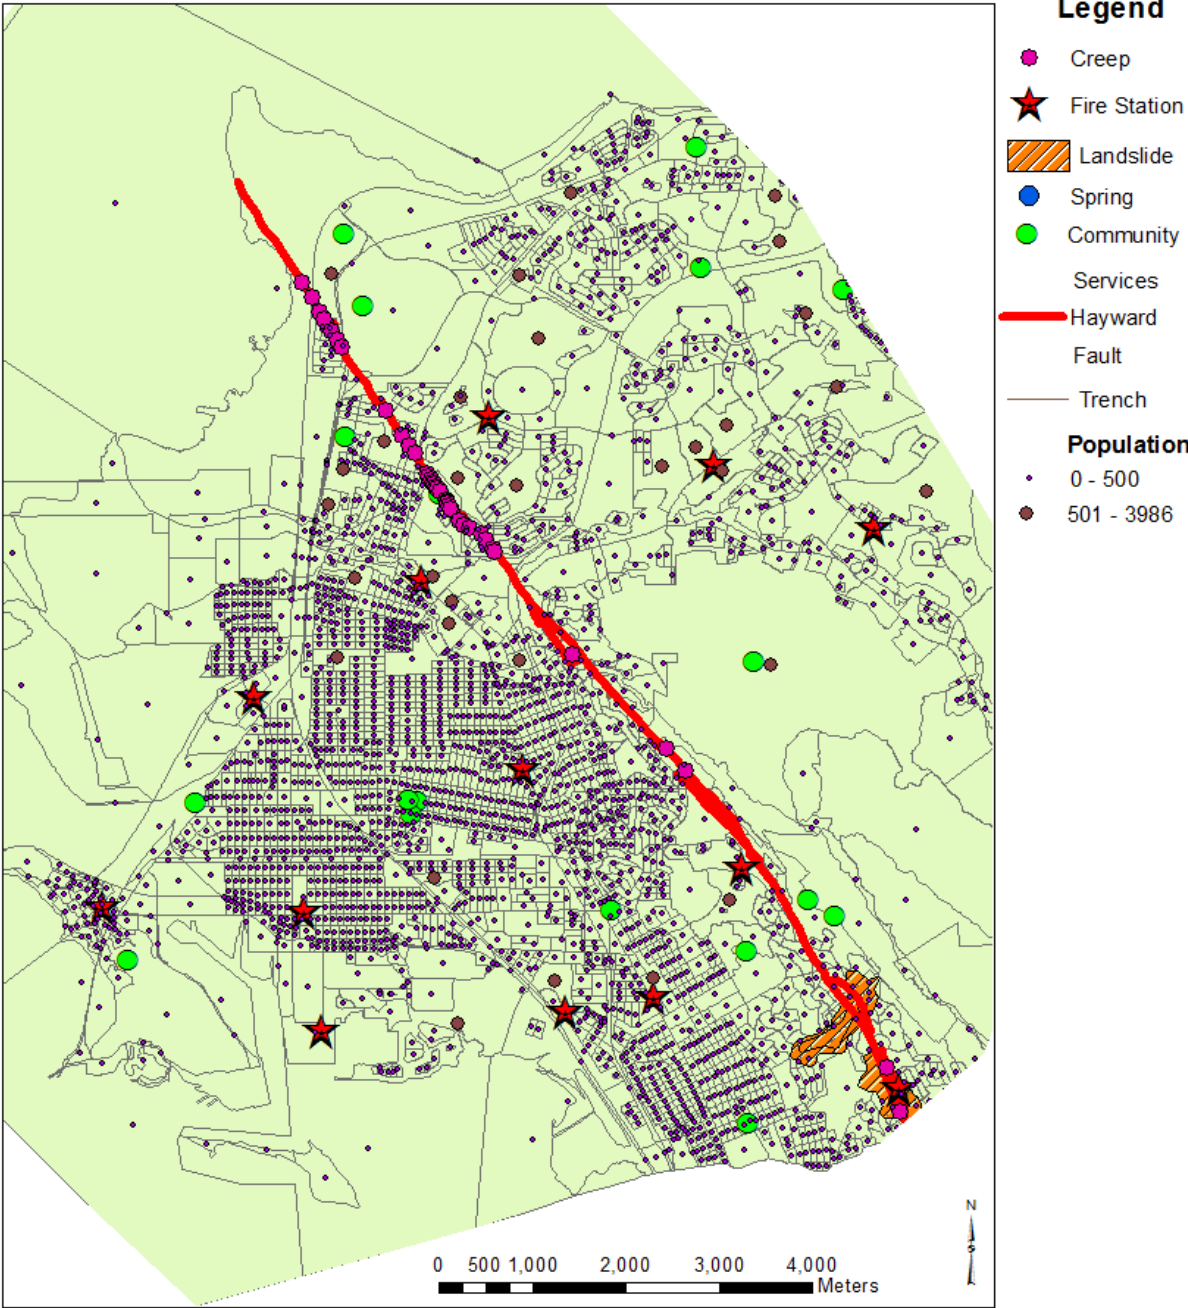 Legend
Creep
Fire Station
Landslide
Spring
Community
Services
Hayward
Fault
Trench
Population
0 - 500
501 - 3986
N
S
0 500 1,000 2,000 3,000 4,000
Meters